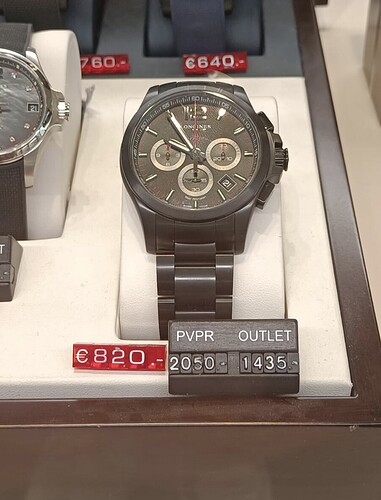 760.-
€640.-
LONGINES
€820.-
PVPR OUTLET
2050.- 1435.-